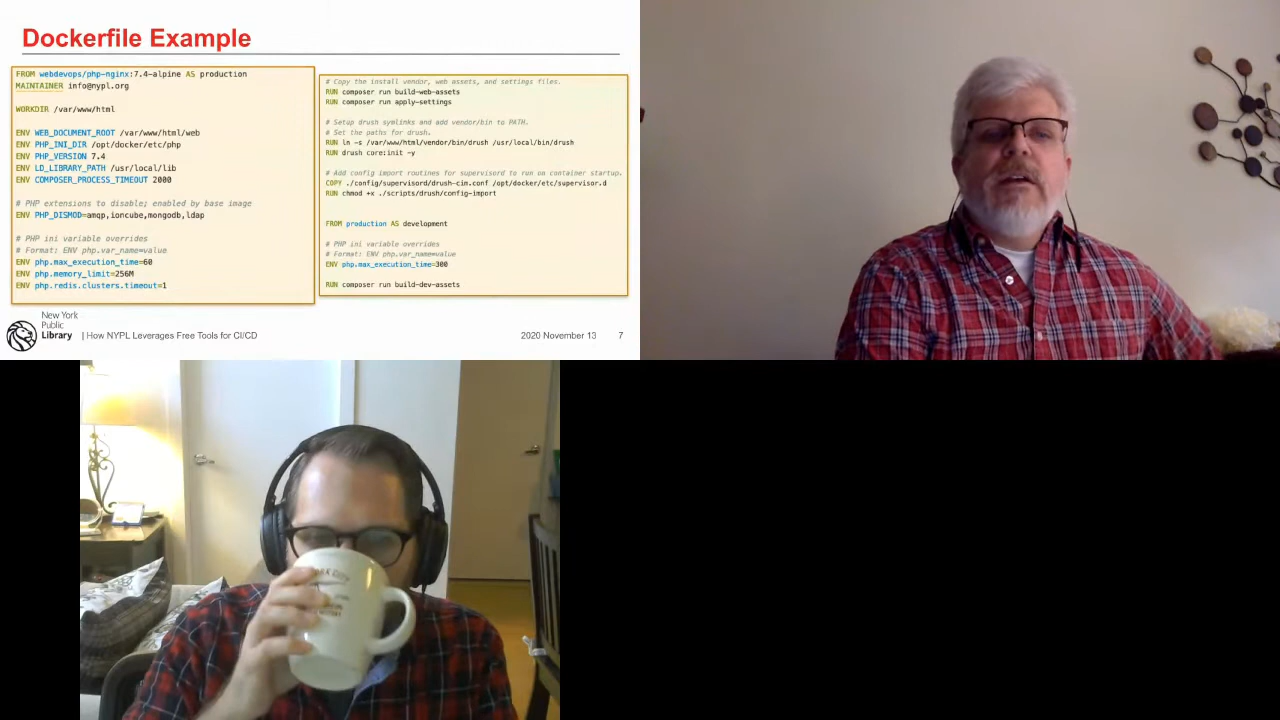 Dockerfile Example
FROM webdevops/php-nginx:7.4-alpine AS production
MAINTAINER info@nypl.org
WORKDIR /var/www/html
ENV WEB_DOCUMENT_ROOT /var/www/html/web
ENV PHP_INI_DIR /opt/docker/etc/php
ENV PHP_VERSION 7.4
ENV LD_LIBRARY_PATH /usr/local/lib
ENV COMPOSER_PROCESS_TIMEOUT 2000
# PHP extensions to disable; enabled by base image
ENV PHP_DISMOD=amqp,ioncube,mongodb,ldap
# PHP ini variable overrides
# Format: ENV php.var_name=value
ENV php.max_execution_time=60
ENV php.memory_limit=256M
ENV php.redis.clusters.timeout=1
# Copy the install vendor, web assets, and settings files.
RUN composer run build-web-assets
RUN composer run apply-settings
# Setup drush symlinks and add vendor/bin to PATH.
# Set the paths for drush.
RUN ln -s /var/www/html/vendor/bin/drush /usr/local/bin/drush
RUN drush core:init -y
# Add config import routines for supervisord to run on container startup.
COPY ./config/supervisord/drush-cim.conf /opt/docker/etc/supervisor.d
RUN chmod +x ./scripts/drush/config-import
FROM production AS development
# PHP ini variable overrides
# Format: ENV php.var_name=value
ENV php.max_execution_time=300
RUN composer run build-dev-assets
New York
Public
Library | How NYPL Leverages Free Tools for CI/CD 2020 November 13 7